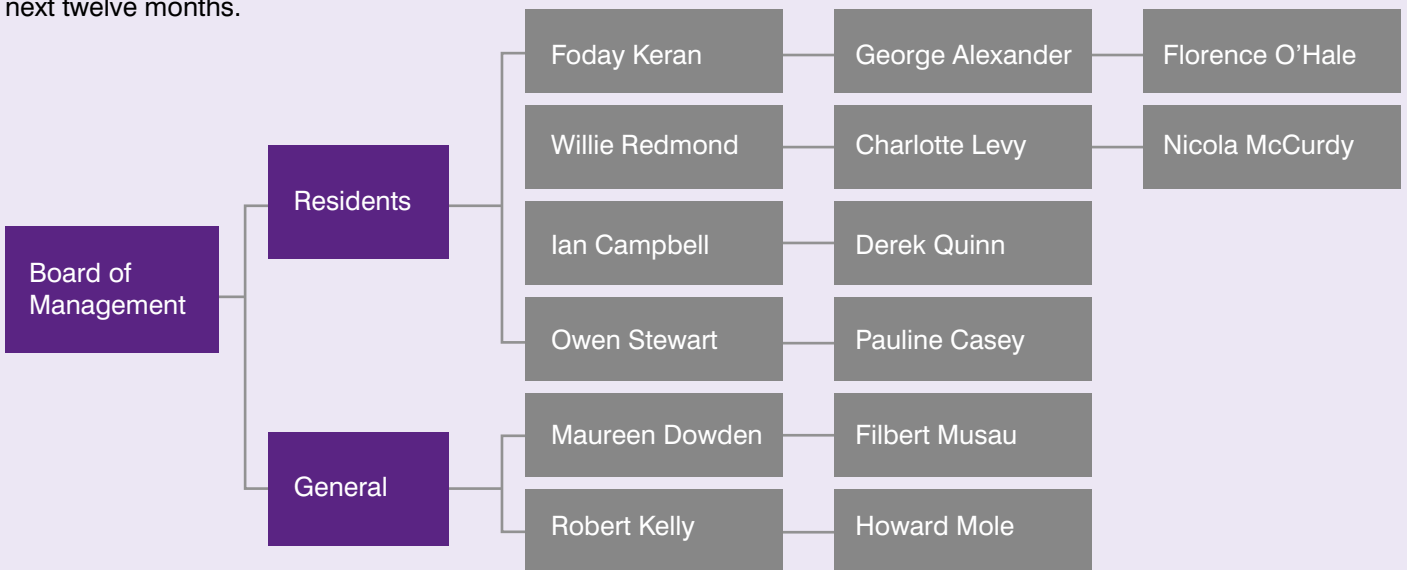 next twelve months.
Foday Keran
George Alexander
Florence O’Hale
Willie Redmond
Charlotte Levy
Nicola McCurdy
Residents
Ian Campbell
Derek Quinn
Board of
Management
Owen Stewart
Pauline Casey
Maureen Dowden
Filbert Musau
General
Robert Kelly
Howard Mole